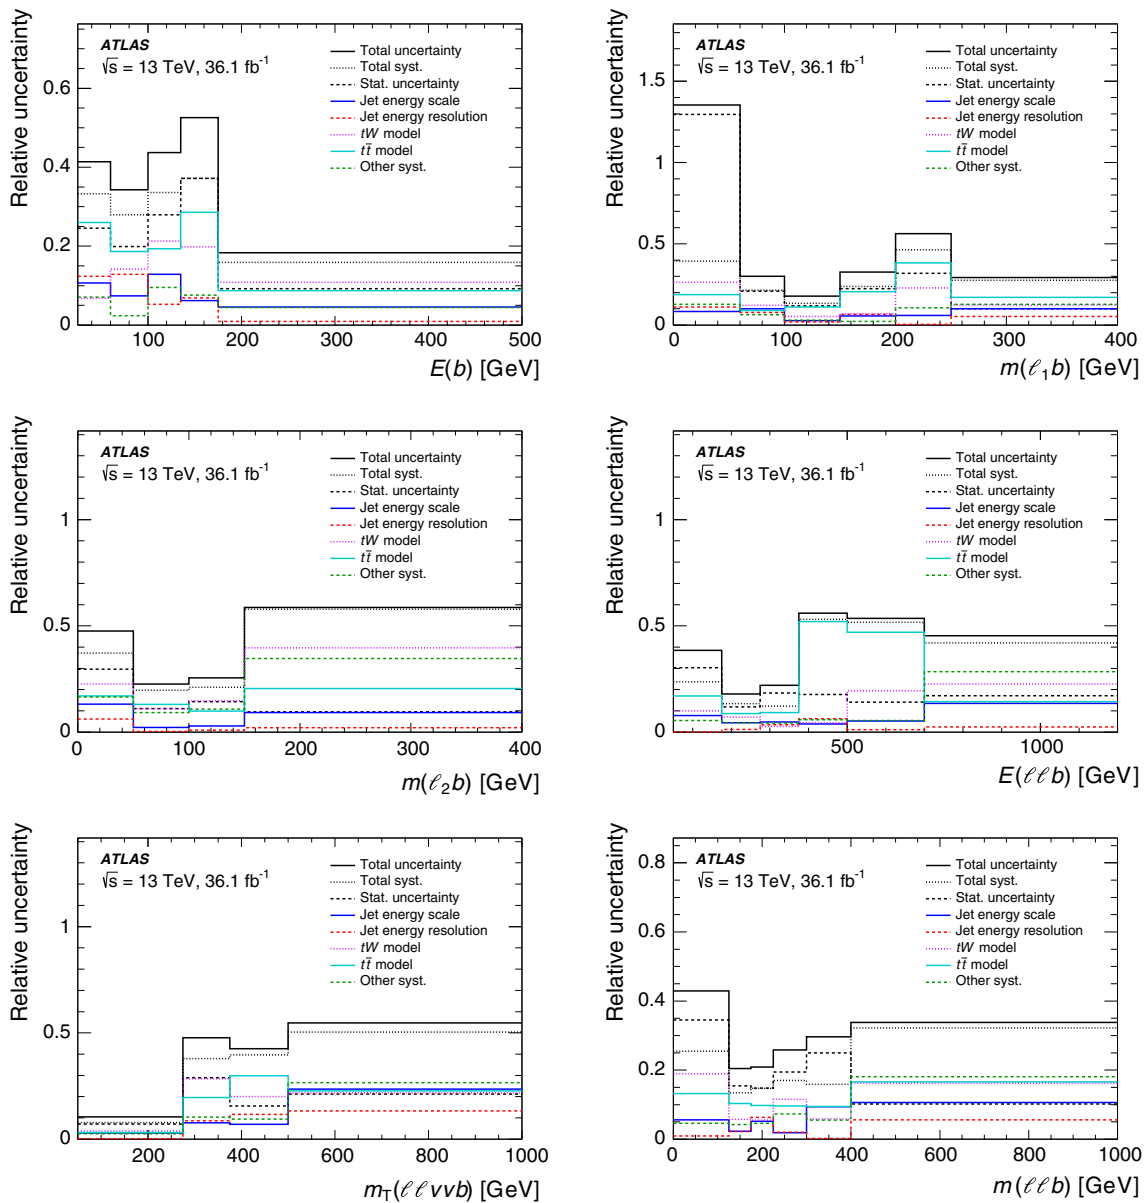 Relative uncertainty
ATLAS
√s = 13 TeV, 36.1 fb⁻¹
Total uncertainty
Total syst.
Stat. uncertainty
Jet energy scale
Jet energy resolution
tW model
tt̄ model
Other syst.
0.6
0.4
0.2
0
100 200 300 400 500
E(b) [GeV]
Relative uncertainty
ATLAS
√s = 13 TeV, 36.1 fb⁻¹
Total uncertainty
Total syst.
Stat. uncertainty
Jet energy scale
Jet energy resolution
tW model
tt̄ model
Other syst.
1.5
1
0.5
0
0 100 200 300 400
m(ℓ₁b) [GeV]
Relative uncertainty
ATLAS
√s = 13 TeV, 36.1 fb⁻¹
Total uncertainty
Total syst.
Stat. uncertainty
Jet energy scale
Jet energy resolution
tW model
tt̄ model
Other syst.
1
0.5
0
0 100 200 300 400
m(ℓ₂b) [GeV]
Relative uncertainty
ATLAS
√s = 13 TeV, 36.1 fb⁻¹
Total uncertainty
Total syst.
Stat. uncertainty
Jet energy scale
Jet energy resolution
tW model
tt̄ model
Other syst.
1
0.5
0
500 1000
E(ℓℓb) [GeV]
Relative uncertainty
ATLAS
√s = 13 TeV, 36.1 fb⁻¹
Total uncertainty
Total syst.
Stat. uncertainty
Jet energy scale
Jet energy resolution
tW model
tt̄ model
Other syst.
1
0.5
0
200 400 600 800 1000
m_T(ℓℓννb) [GeV]
Relative uncertainty
ATLAS
√s = 13 TeV, 36.1 fb⁻¹
Total uncertainty
Total syst.
Stat. uncertainty
Jet energy scale
Jet energy resolution
tW model
tt̄ model
Other syst.
0.8
0.6
0.4
0.2
0
0 200 400 600 800 1000
m(ℓℓb) [GeV]